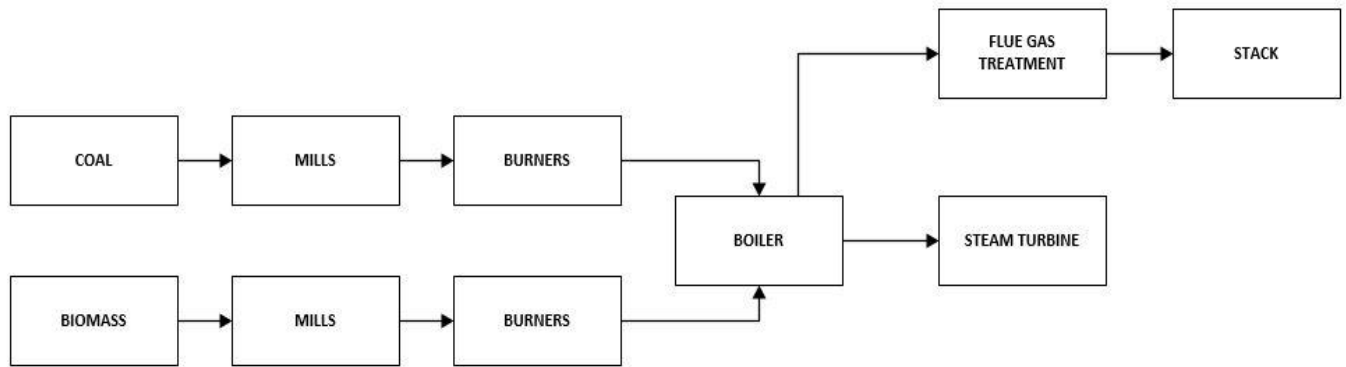 FLUE GAS
TREATMENT
STACK
COAL
MILLS
BURNERS
BOILER
STEAM TURBINE
BIOMASS
MILLS
BURNERS